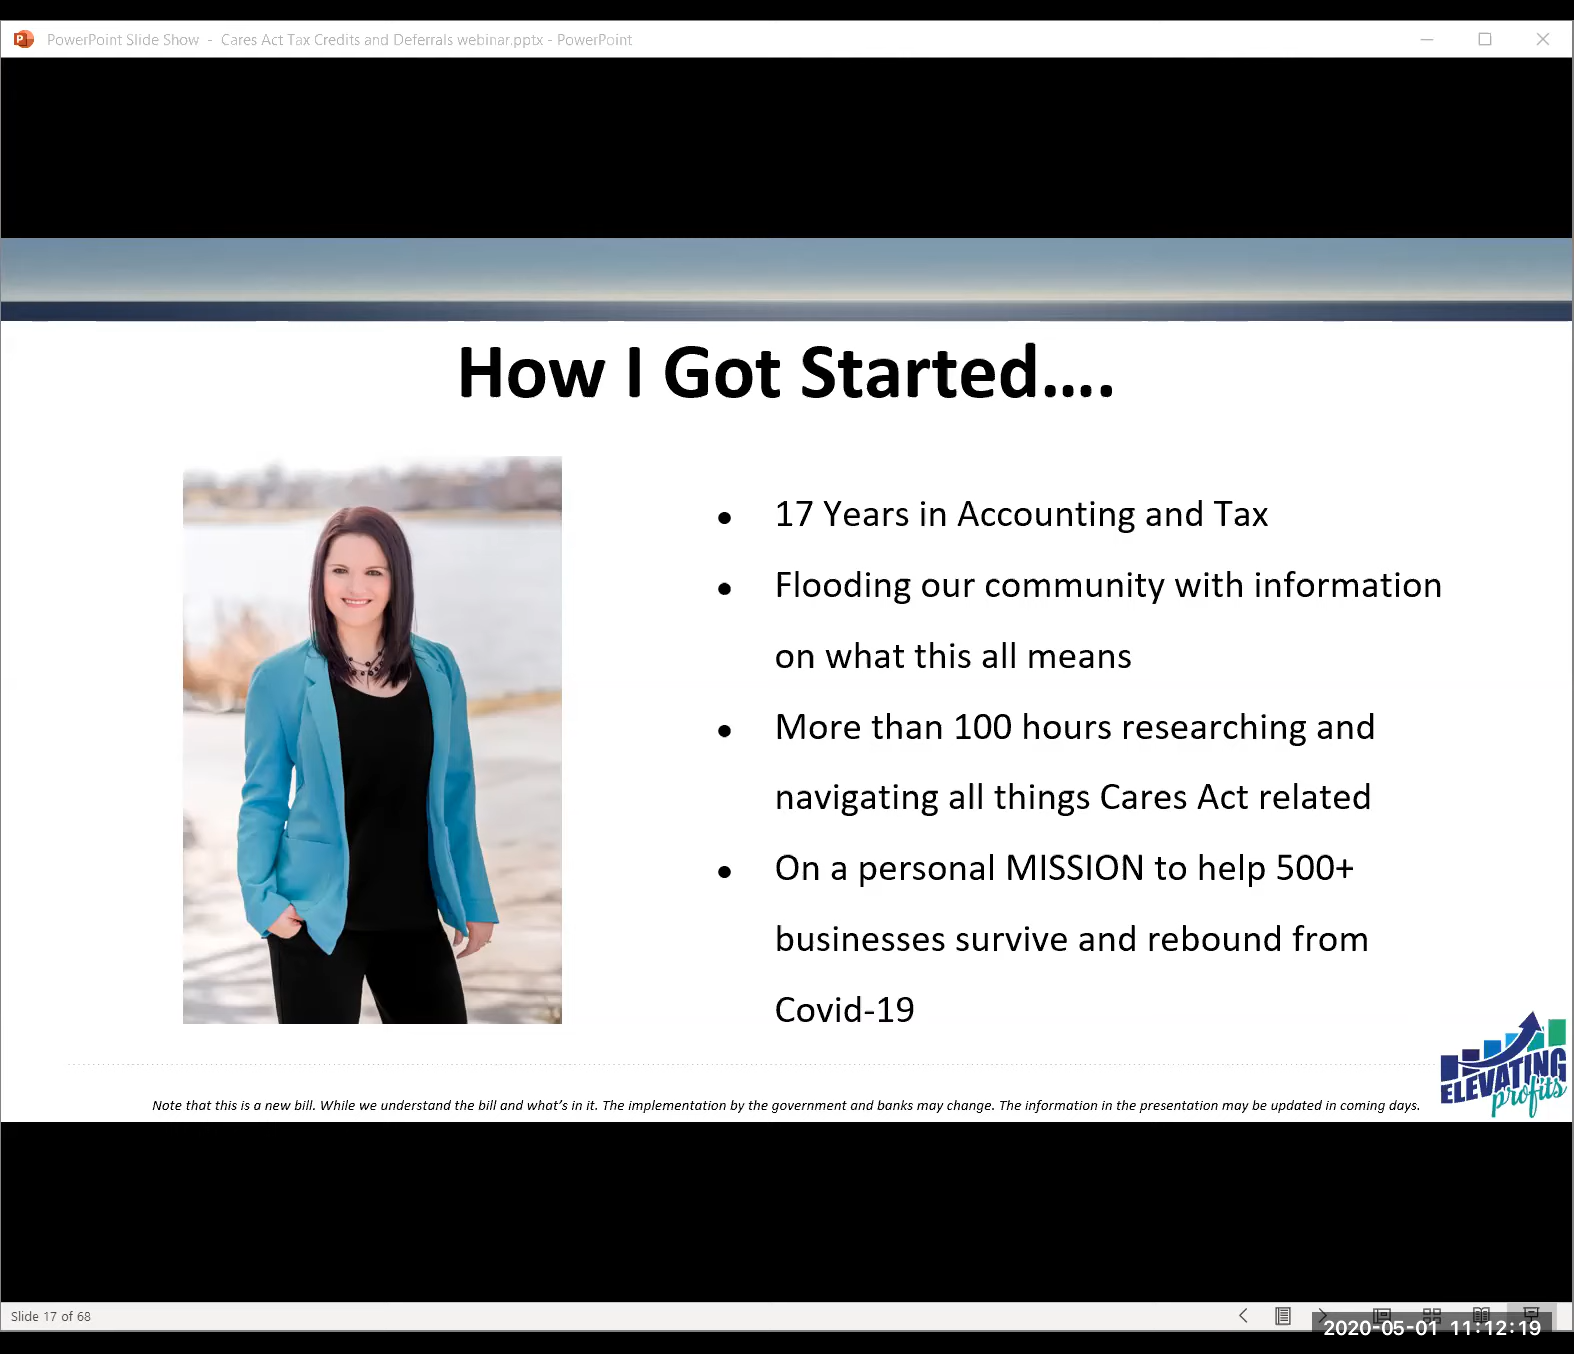 PowerPoint Slide Show  -  Cares Act Tax Credits and Deferrals webinar.pptx - PowerPoint
How I Got Started....
● 17 Years in Accounting and Tax
● Flooding our community with information
on what this all means
● More than 100 hours researching and
navigating all things Cares Act related
● On a personal MISSION to help 500+
businesses survive and rebound from
Covid-19
ELEVATING
profits
Note that this is a new bill. While we understand the bill and what's in it. The implementation by the government and banks may change. The information in the presentation may be updated in coming days.
Slide 17 of 68
2020-05-01 11:12:19